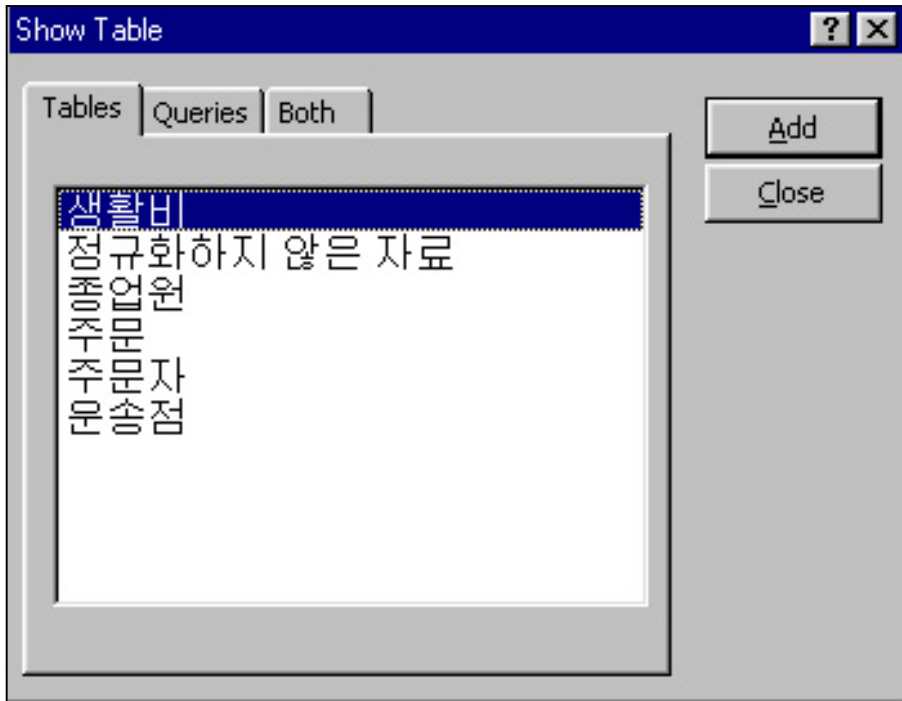 Show Table
Tables Queries Both
Add
Close
생활비
정규화하지 않은 자료
종업원
주문
주문자
운송점